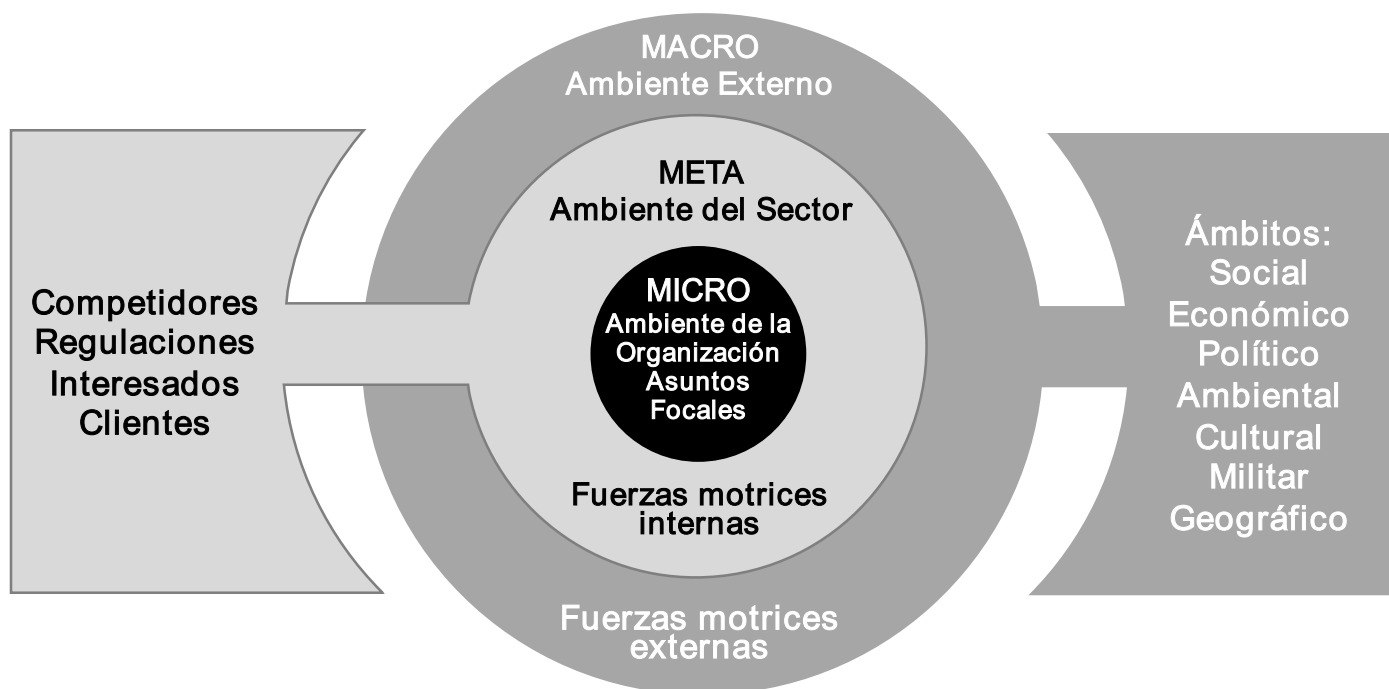 MACRO
Ambiente Externo
META
Ambiente del Sector
MICRO
Ambiente de la
Organización
Asuntos
Focales
Fuerzas motrices
internas
Fuerzas motrices
externas
Competidores
Regulaciones
Interesados
Clientes
Ámbitos:
Social
Económico
Político
Ambiental
Cultural
Militar
Geográfico